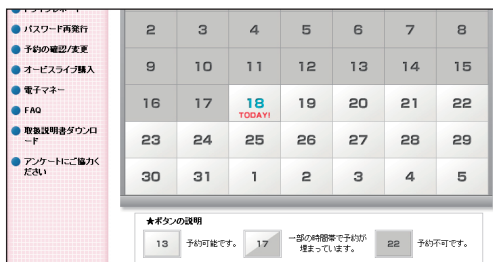 パスワード再発行
予約の確認/変更
オービスライブ購入
電子マネー
FAQ
取扱説明書ダウンロ
ード
アンケートにご協力く
ださい
2 3 4 5 6 7 8
9 10 11 12 13 14 15
16 17 18 19 20 21 22
TODAY!
23 24 25 26 27 28 29
30 31 1 2 3 4 5
★ボタンの説明
13 予約可能です。 17 一部の時間帯で予約が
埋まっています。 22 予約不可です。